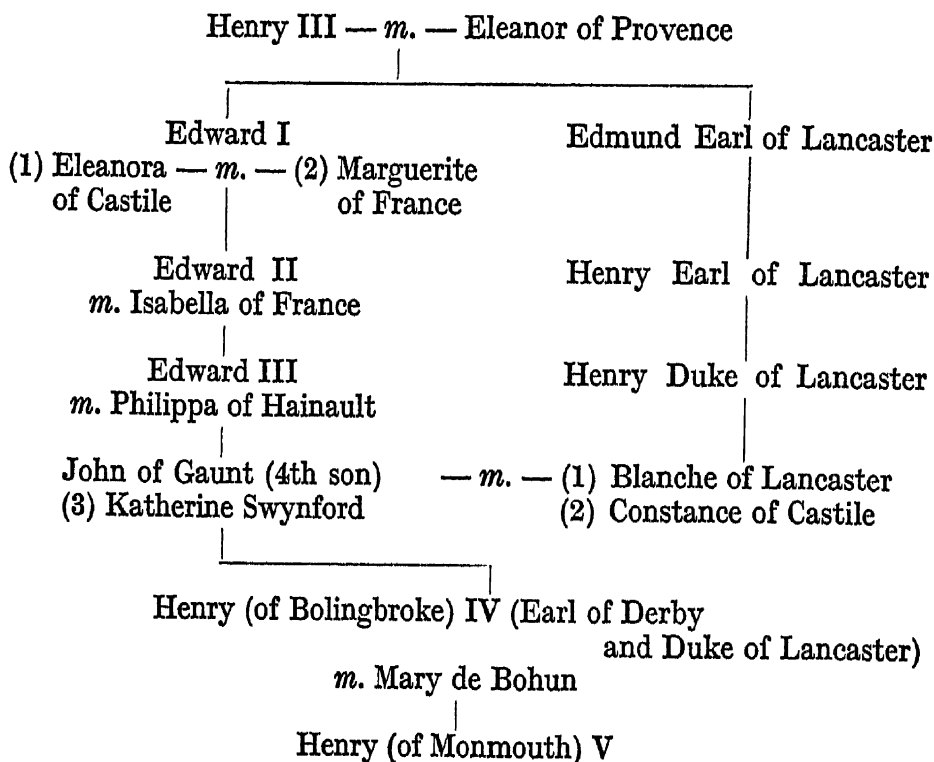 Henry III — m. — Eleanor of Provence
Edward I
(1) Eleanora — m. — (2) Marguerite
of Castile of France
Edmund Earl of Lancaster
Edward II
m. Isabella of France
Henry Earl of Lancaster
Edward III
m. Philippa of Hainault
Henry Duke of Lancaster
John of Gaunt (4th son) — m. — (1) Blanche of Lancaster
(3) Katherine Swynford (2) Constance of Castile
Henry (of Bolingbroke) IV (Earl of Derby
and Duke of Lancaster)
m. Mary de Bohun
Henry (of Monmouth) V